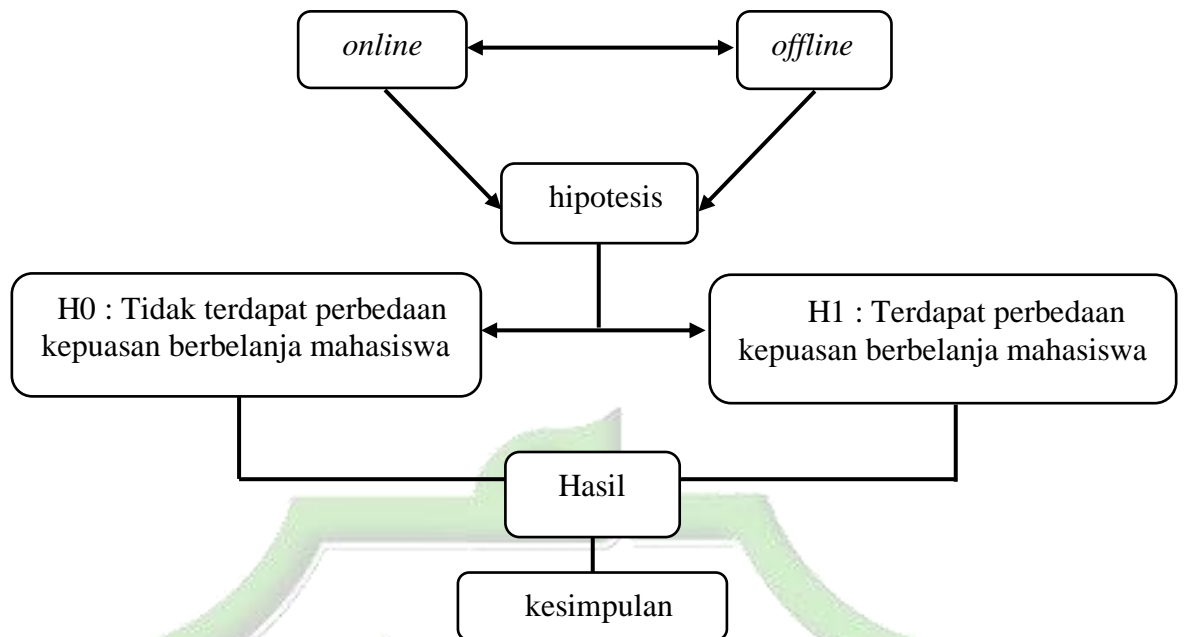 online
offline
hipotesis
H0 : Tidak terdapat perbedaan
kepuasan berbelanja mahasiswa
H1 : Terdapat perbedaan
kepuasan berbelanja mahasiswa
Hasil
kesimpulan